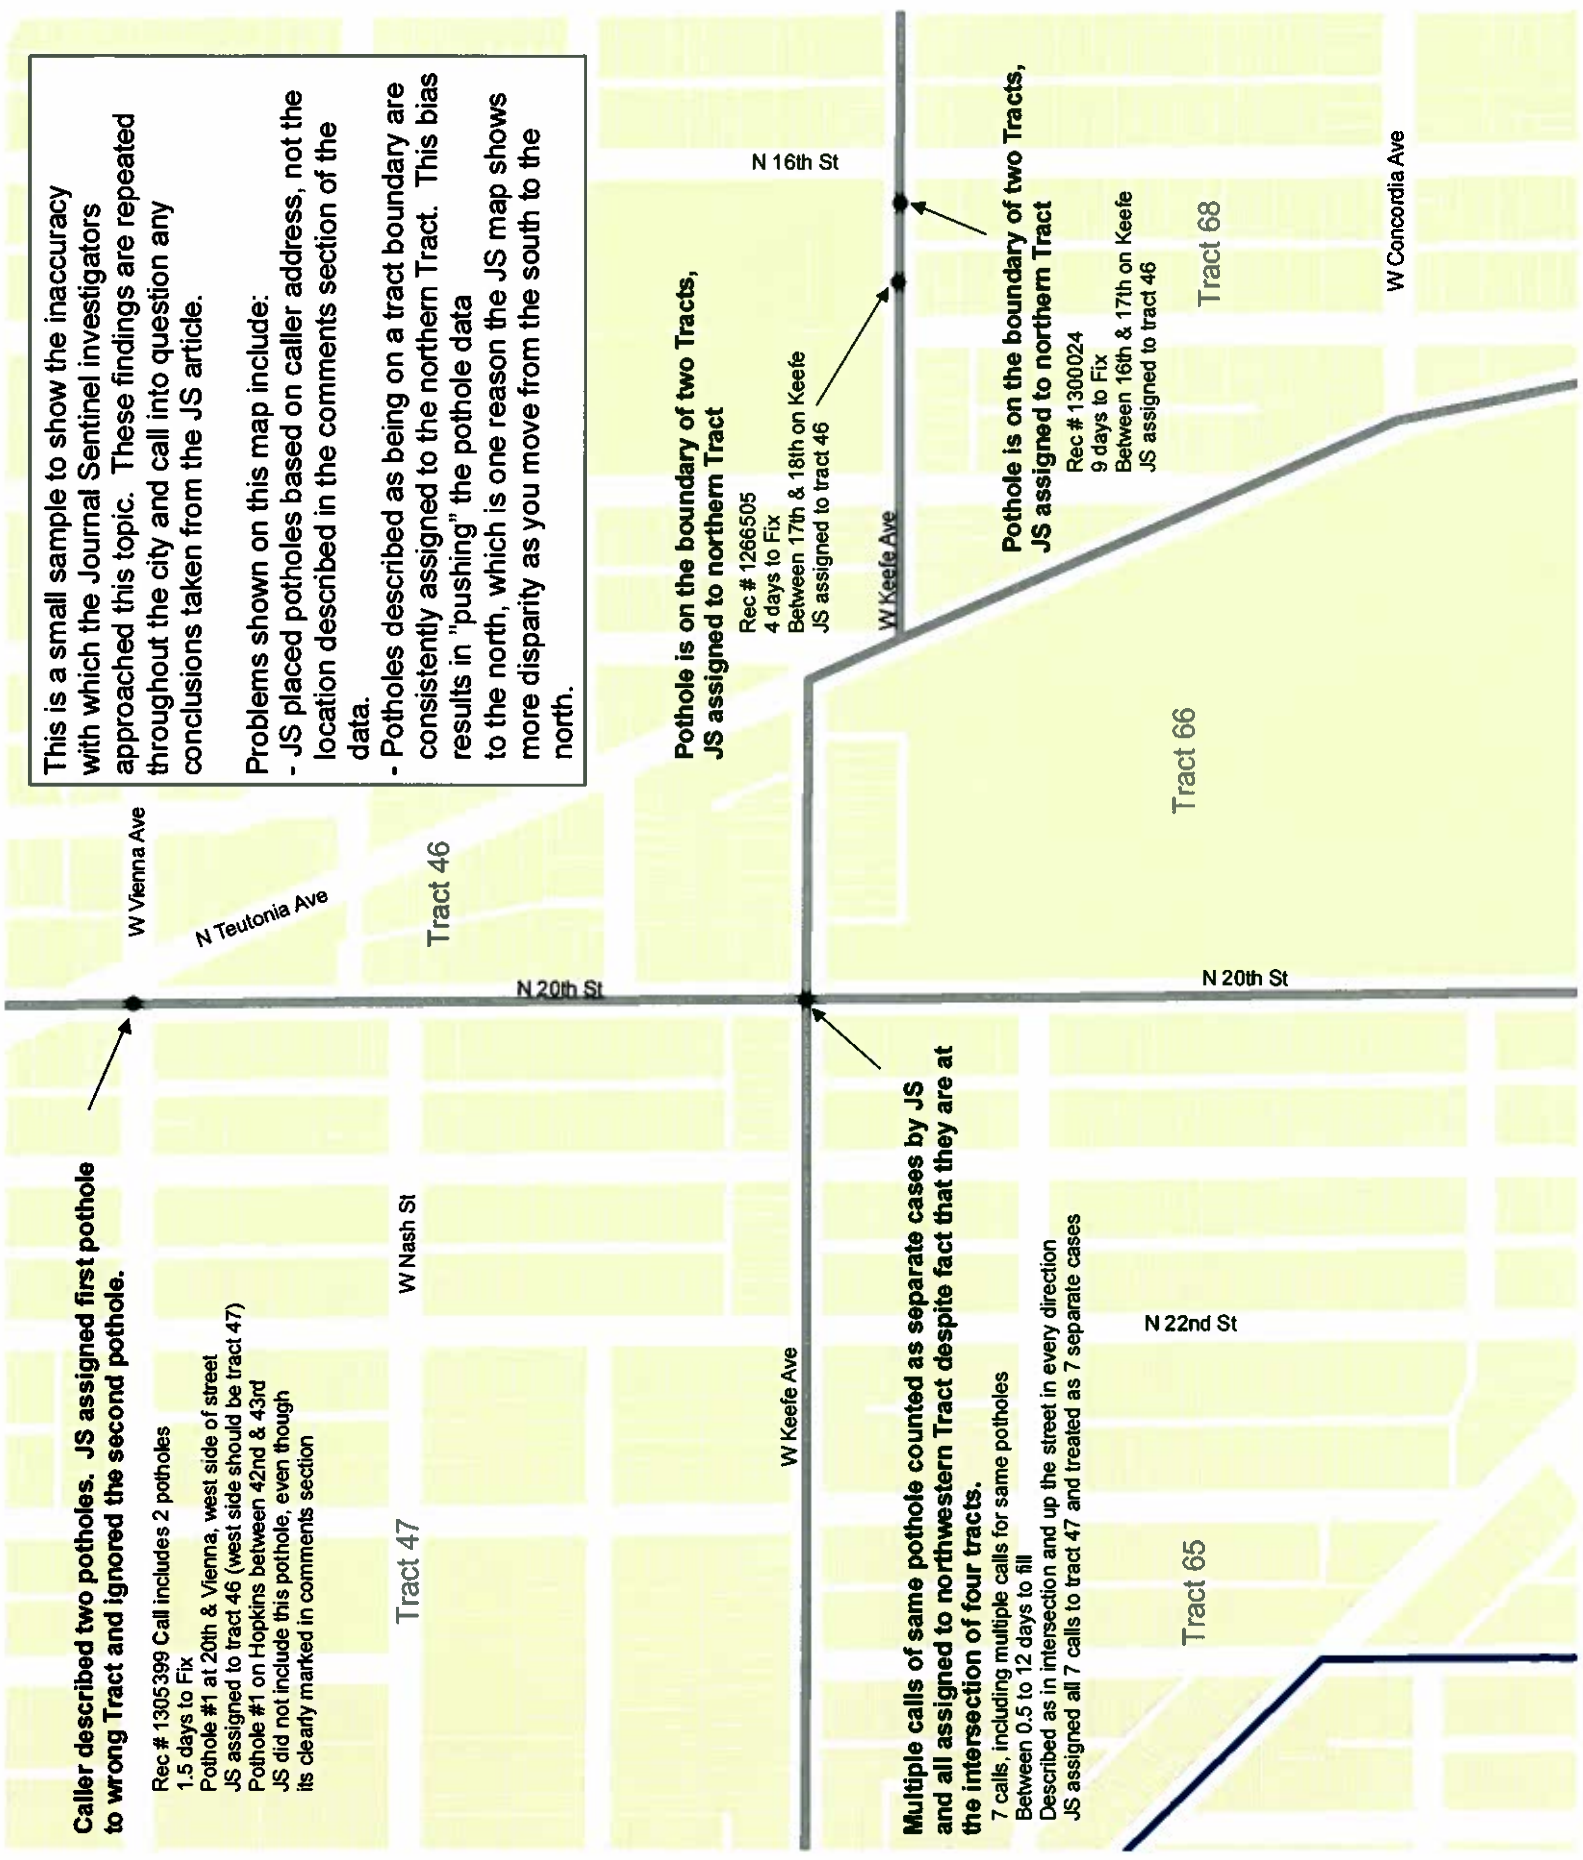 Caller described two potholes.  JS assigned first pothole
to wrong Tract and ignored the second pothole.
Rec # 1305399 Call includes 2 potholes
1.5 days to Fix
Pothole #1 at 20th & Vienna, west side of street
JS assigned to tract 46 (west side should be tract 47)
Pothole #1 on Hopkins between 42nd & 43rd
JS did not include this pothole, even though
its clearly marked in comments section
This is a small sample to show the inaccuracy
with which the Journal Sentinel investigators
approached this topic.  These findings are repeated
throughout the city and call into question any
conclusions taken from the JS article.
Problems shown on this map include:
- JS placed potholes based on caller address, not the
location described in the comments section of the
data.
- Potholes described as being on a tract boundary are
consistently assigned to the northern Tract.  This bias
results in "pushing" the pothole data
to the north, which is one reason the JS map shows
more disparity as you move from the south to the
north.
W Vienna Ave
N Teutonia Ave
Tract 46
N 20th St
W Nash St
Tract 47
Pothole is on the boundary of two Tracts,
JS assigned to northern Tract
Rec # 1266505
4 days to Fix
Between 17th & 18th on Keefe
JS assigned to tract 46
N 16th St
W Keefe Ave
W Keefe Ave
Multiple calls of same pothole counted as separate cases by JS
and all assigned to northwestern Tract despite fact that they are at
the intersection of four tracts.
7 calls, including multiple calls for same potholes
Between 0.5 to 12 days to fill
Described as intersection and up the street in every direction
JS assigned all 7 calls to tract 47 and treated as 7 separate cases
Pothole is on the boundary of two Tracts,
JS assigned to northern Tract
Rec # 1300024
9 days to Fix
Between 16th & 17th on Keefe
JS assigned to tract 46
N 22nd St
Tract 65
N 20th St
Tract 66
Tract 68
W Concordia Ave